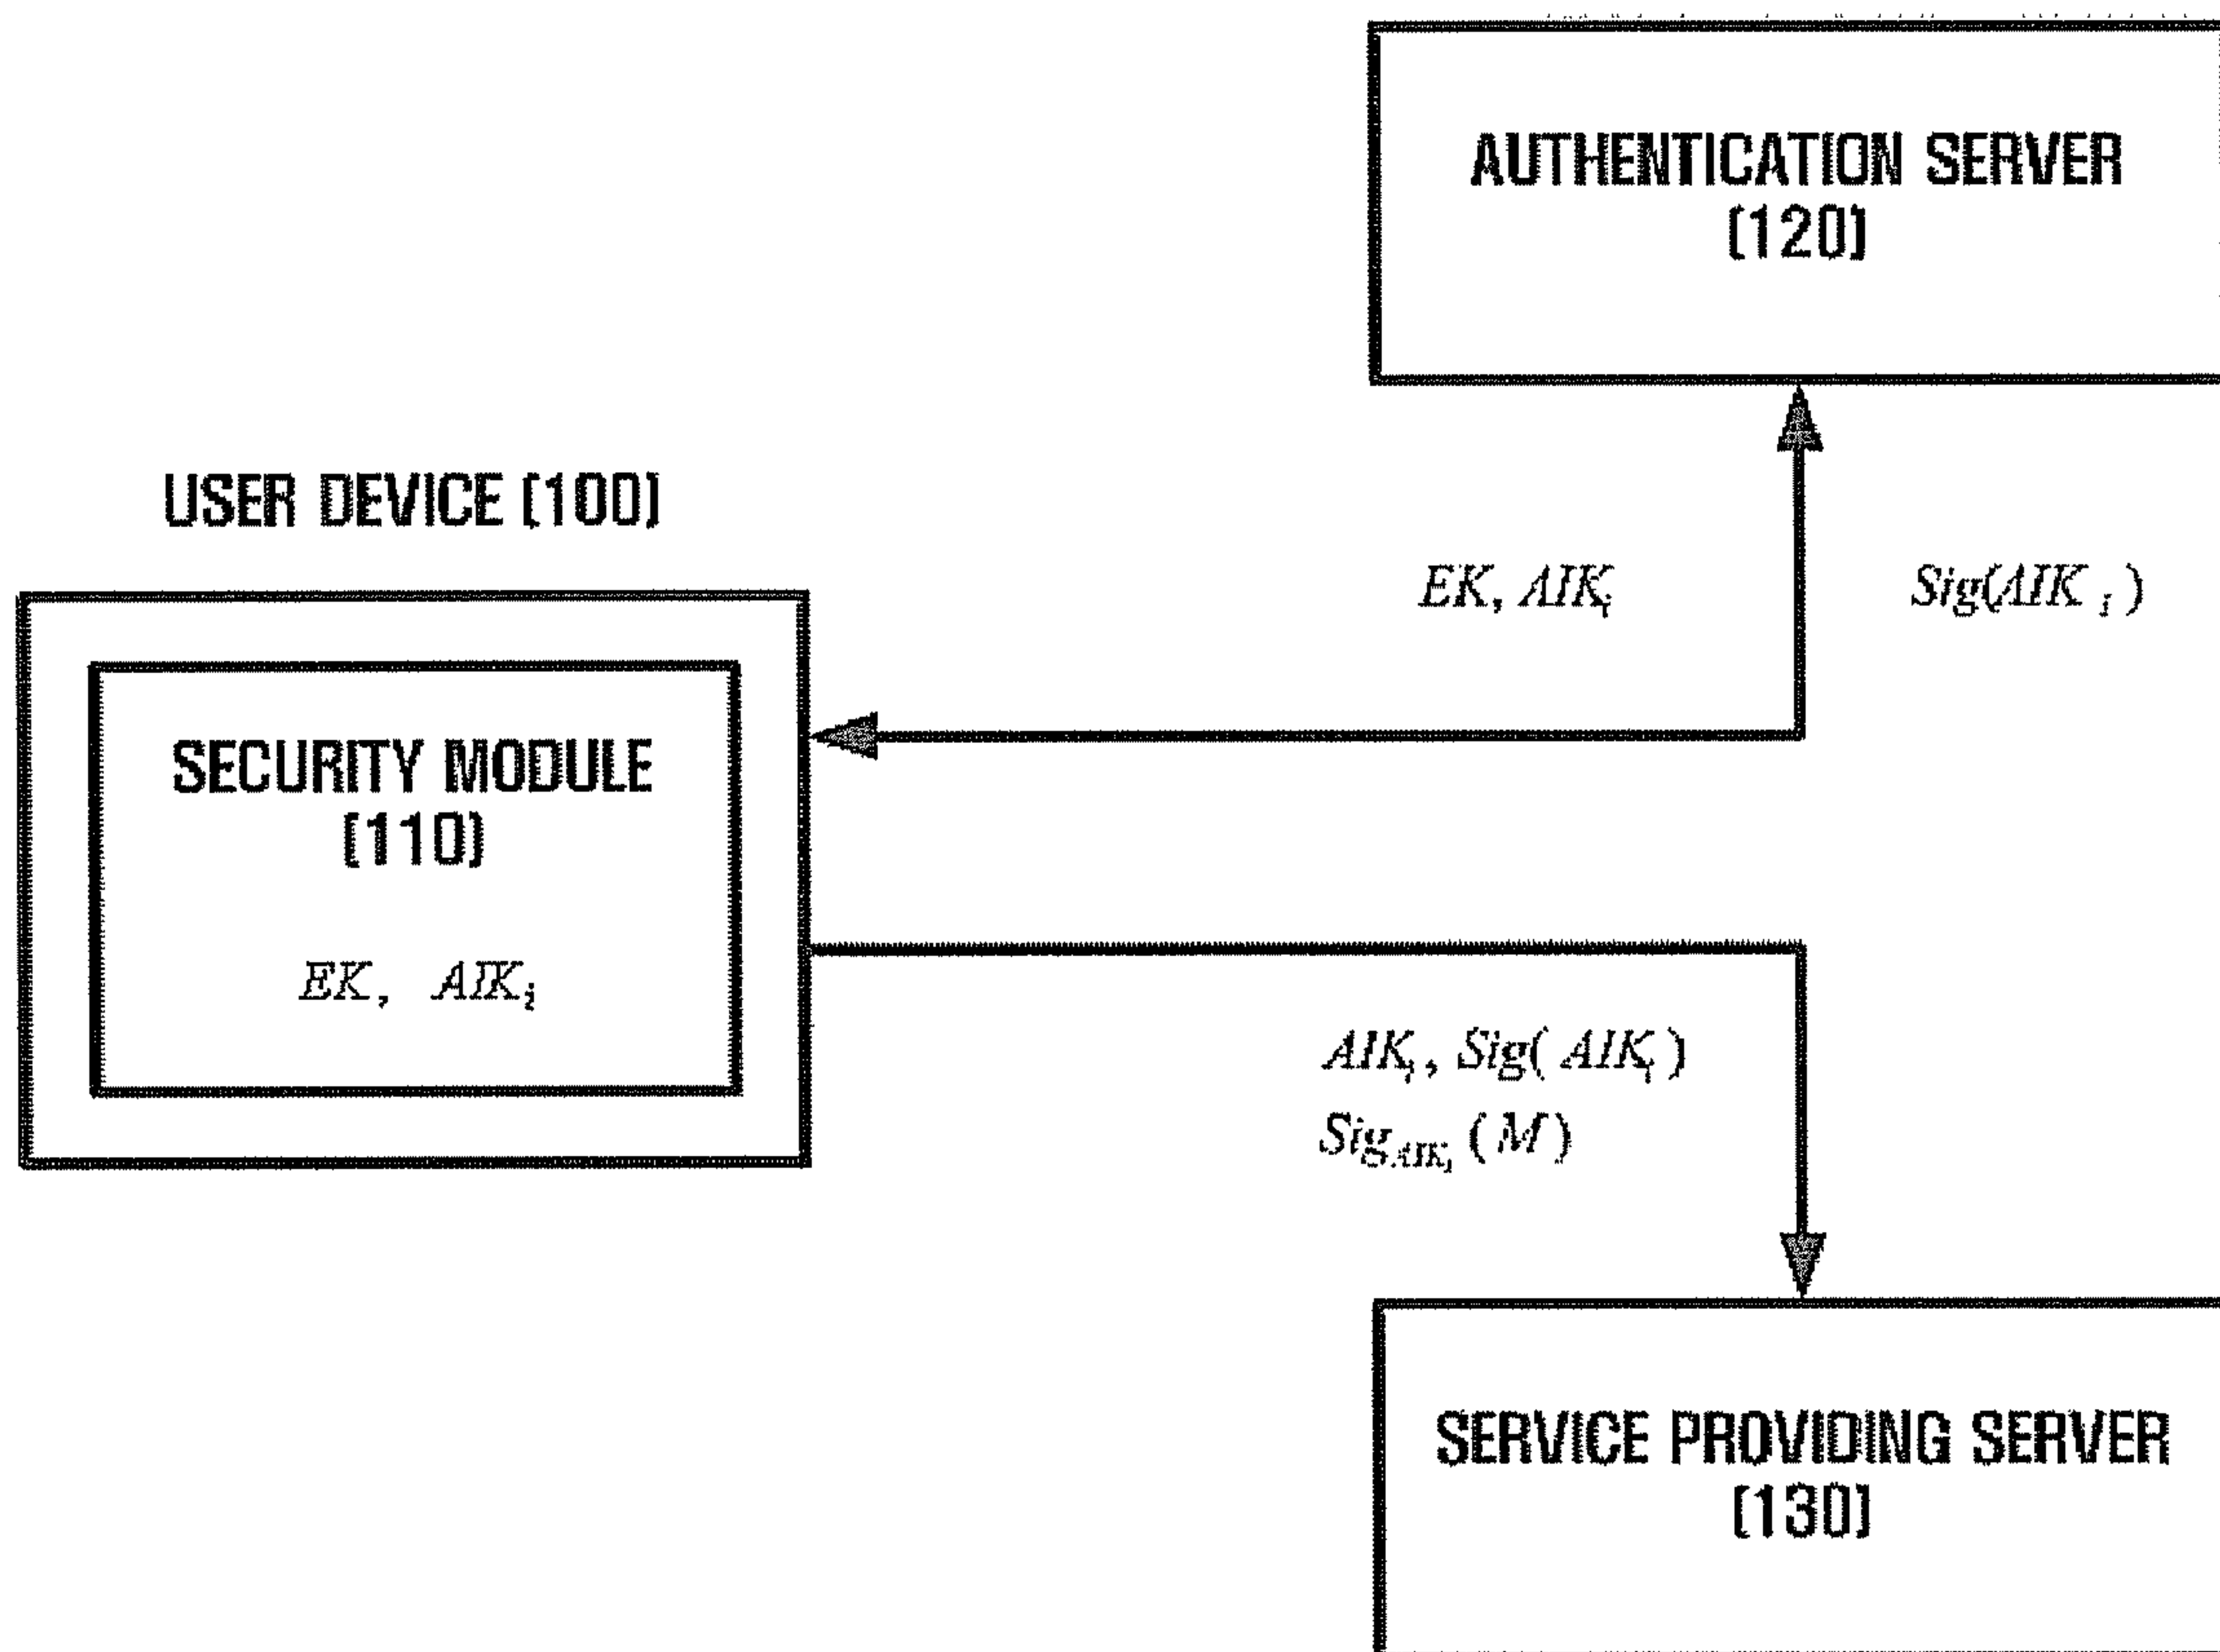 AUTHENTICATION SERVER
(120)
USER DEVICE (100)
EK, AIKᵢ
Sig(AIKᵢ)
SECURITY MODULE
(110)
EK, AIKᵢ
AIKᵢ, Sig(AIKᵢ)
Sig_AIKᵢ(M)
SERVICE PROVIDING SERVER
(130)